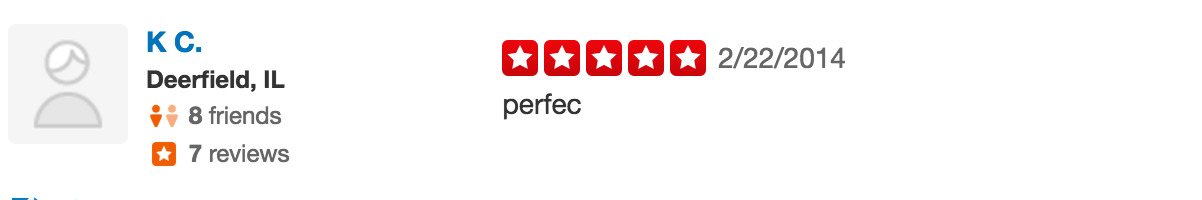 K C.
Deerfield, IL
8 friends
7 reviews
2/22/2014
perfec